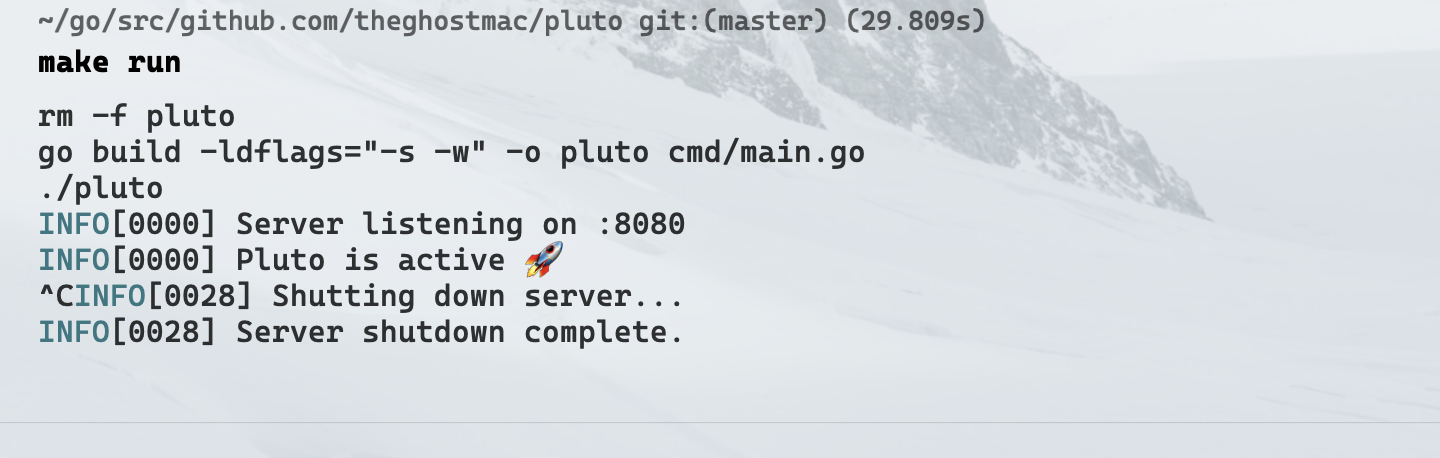 ~/go/src/github.com/theghostmac/pluto git:(master) (29.809s)
make run
rm -f pluto
go build -ldflags="-s -w" -o pluto cmd/main.go
./pluto
INFO[0000] Server listening on :8080
INFO[0000] Pluto is active 🚀
^CINFO[0028] Shutting down server...
INFO[0028] Server shutdown complete.